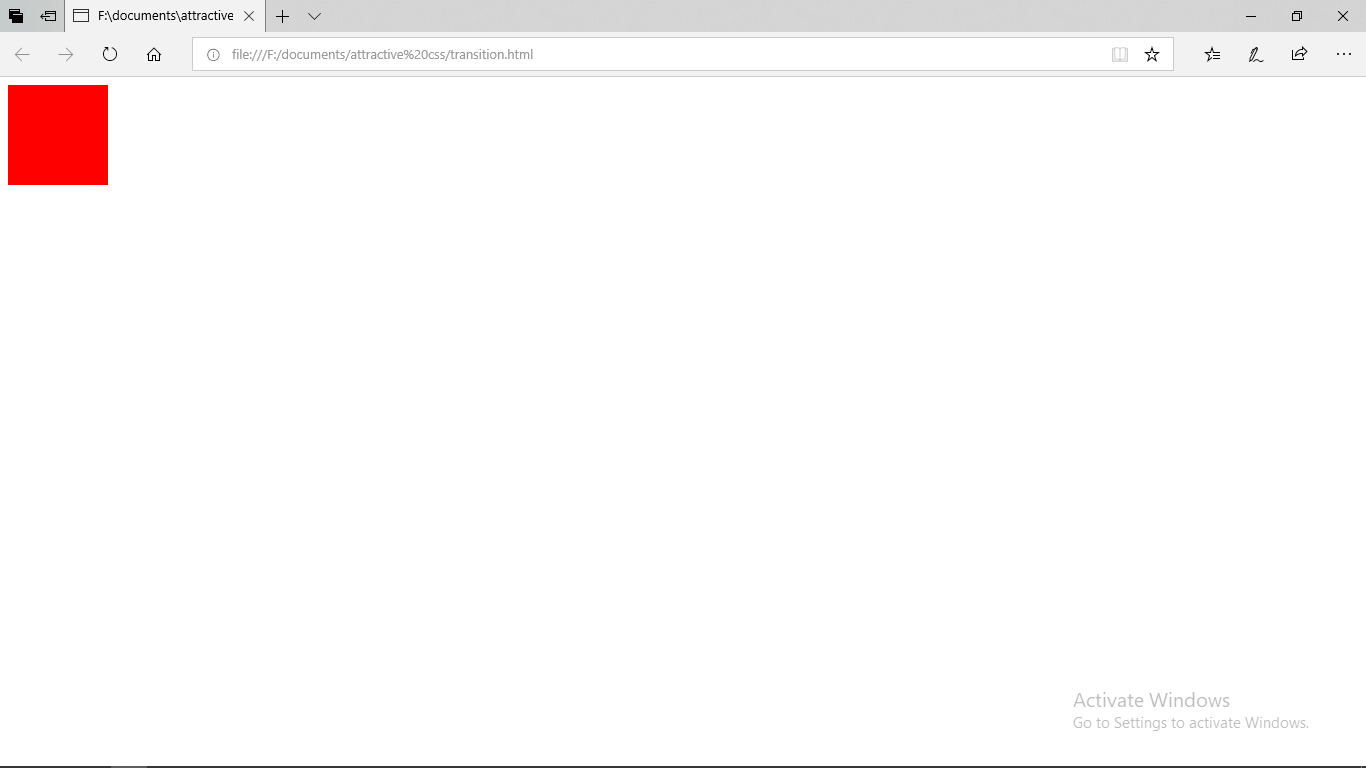 F:\documents\attractive
file:///F:/documents/attractive%20css/transition.html
Activate Windows
Go to Settings to activate Windows.